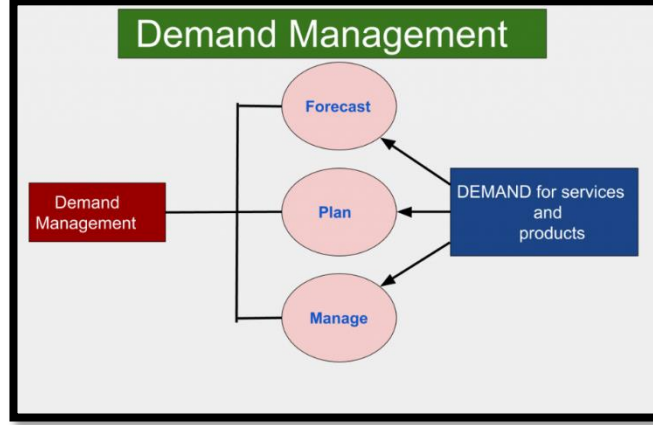 Demand Management
Forecast
Demand
Management
Plan
DEMAND for services
and
products
Manage